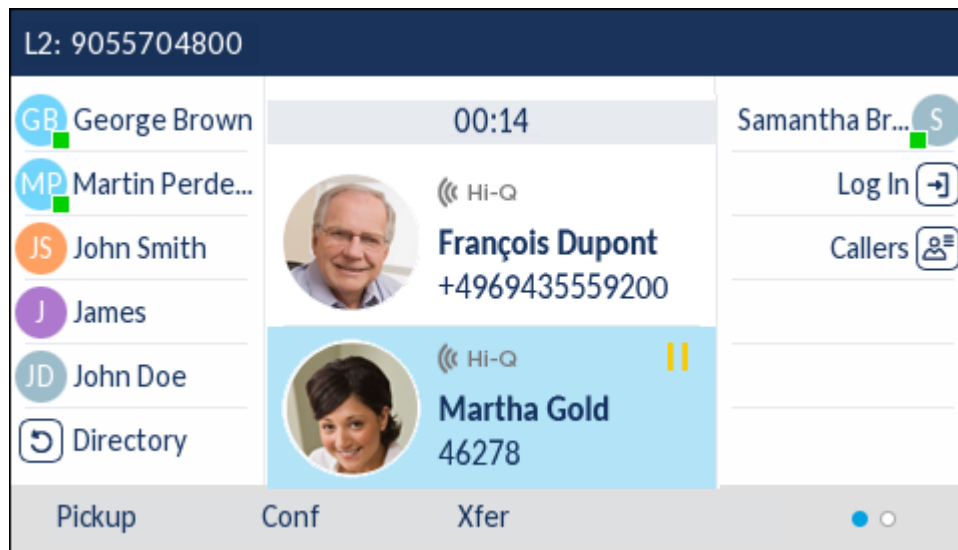 L2: 9055704800
GB George Brown
MP Martin Perde...
JS John Smith
J James
JD John Doe
Directory
00:14
Hi-Q
François Dupont
+4969435559200
Hi-Q
Martha Gold
46278
Samantha Br... S
Log In
Callers
Pickup Conf Xfer